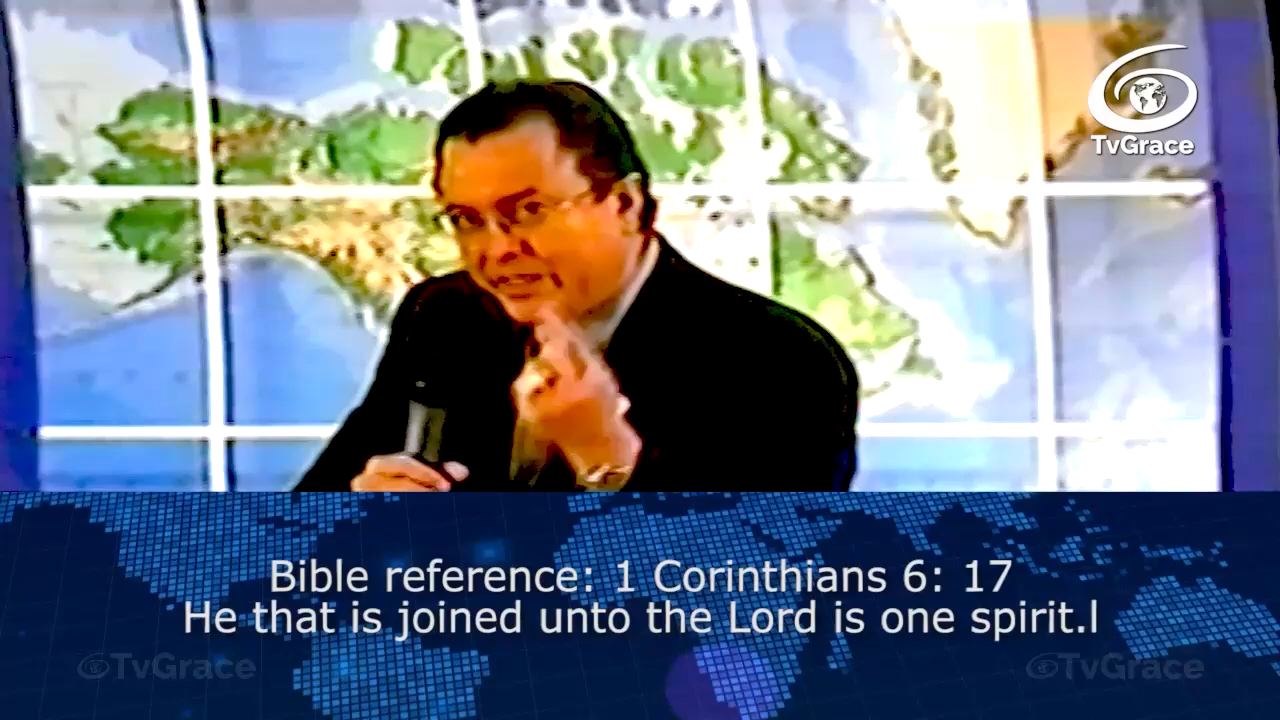 TvGrace
Bible reference: 1 Corinthians 6: 17
He that is joined unto the Lord is one spirit.l
TvGrace
TvGrace